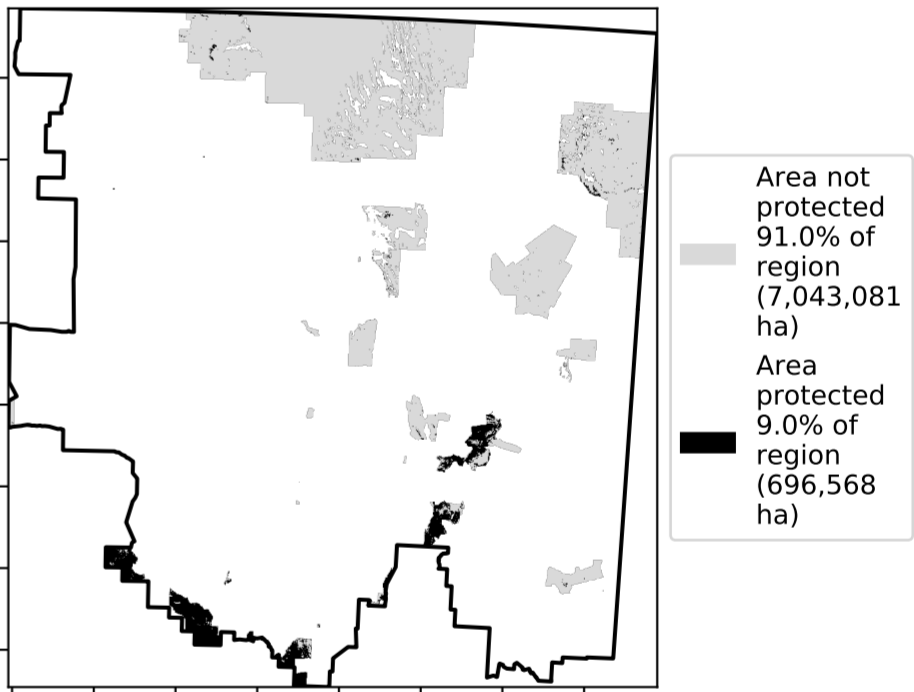 Area not
protected
91.0% of
region
(7,043,081
ha)
Area
protected
9.0% of
region
(696,568
ha)